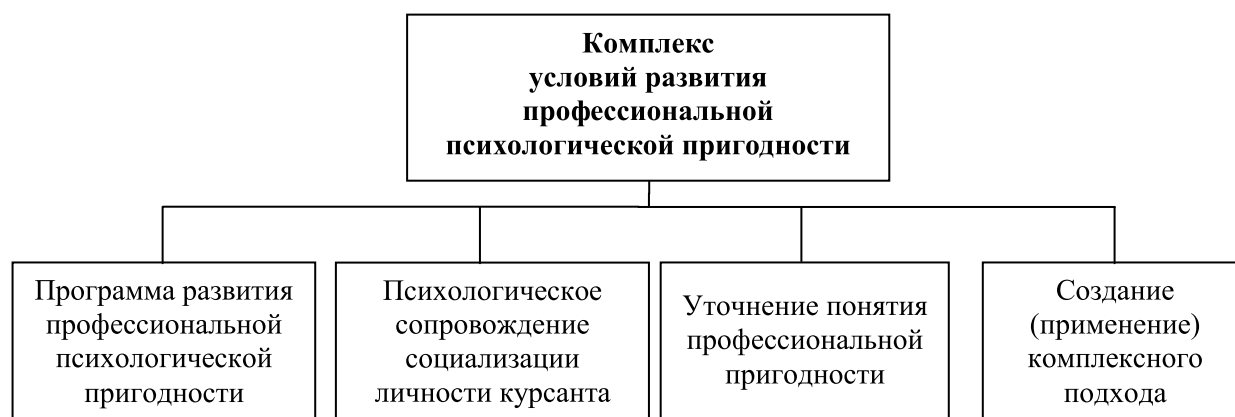 Комплекс
условий развития
профессиональной
психологической пригодности
Программа развития
профессиональной
психологической
пригодности
Психологическое
сопровождение
социализации
личности курсанта
Уточнение понятия
профессиональной
пригодности
Создание
(применение)
комплексного
подхода